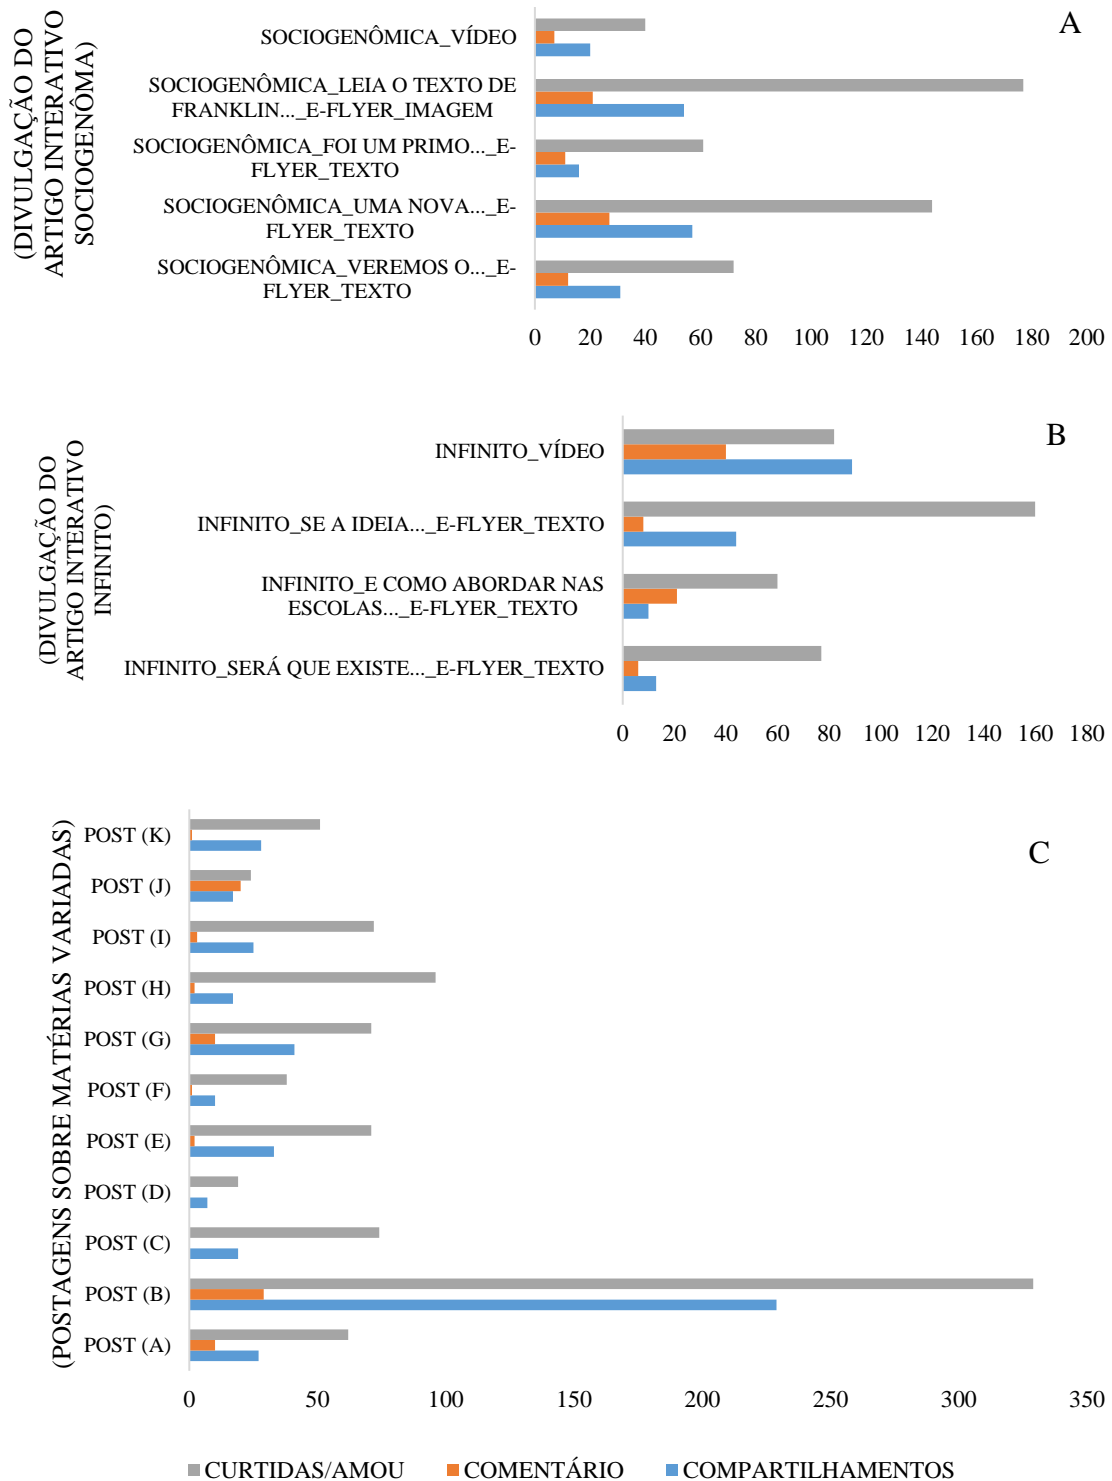 A
(DIVULGAÇÃO DO
ARTIGO INTERATIVO
SOCIOGENÔMA)
SOCIOGENÔMICA_VÍDEO
SOCIOGENÔMICA_LEIA O TEXTO DE
FRANKLIN..._E-FLYER_IMAGEM
SOCIOGENÔMICA_FOI UM PRIMO..._E-
FLYER_TEXTO
SOCIOGENÔMICA_UMA NOVA..._E-
FLYER_TEXTO
SOCIOGENÔMICA_VEREMOS O..._E-
FLYER_TEXTO
0 20 40 60 80 100 120 140 160 180 200
B
(DIVULGAÇÃO DO
ARTIGO INTERATIVO
INFINITO)
INFINITO_VÍDEO
INFINITO_SE A IDEIA..._E-FLYER_TEXTO
INFINITO_E COMO ABORDAR NAS
ESCOLAS..._E-FLYER_TEXTO
INFINITO_SERÁ QUE EXISTE..._E-FLYER_TEXTO
0 20 40 60 80 100 120 140 160 180
C
(POSTAGENS SOBRE MATÉRIAS VARIADAS)
POST (K)
POST (J)
POST (I)
POST (H)
POST (G)
POST (F)
POST (E)
POST (D)
POST (C)
POST (B)
POST (A)
0 50 100 150 200 250 300 350
CURTIDAS/AMOU COMENTÁRIO COMPARTILHAMENTOS